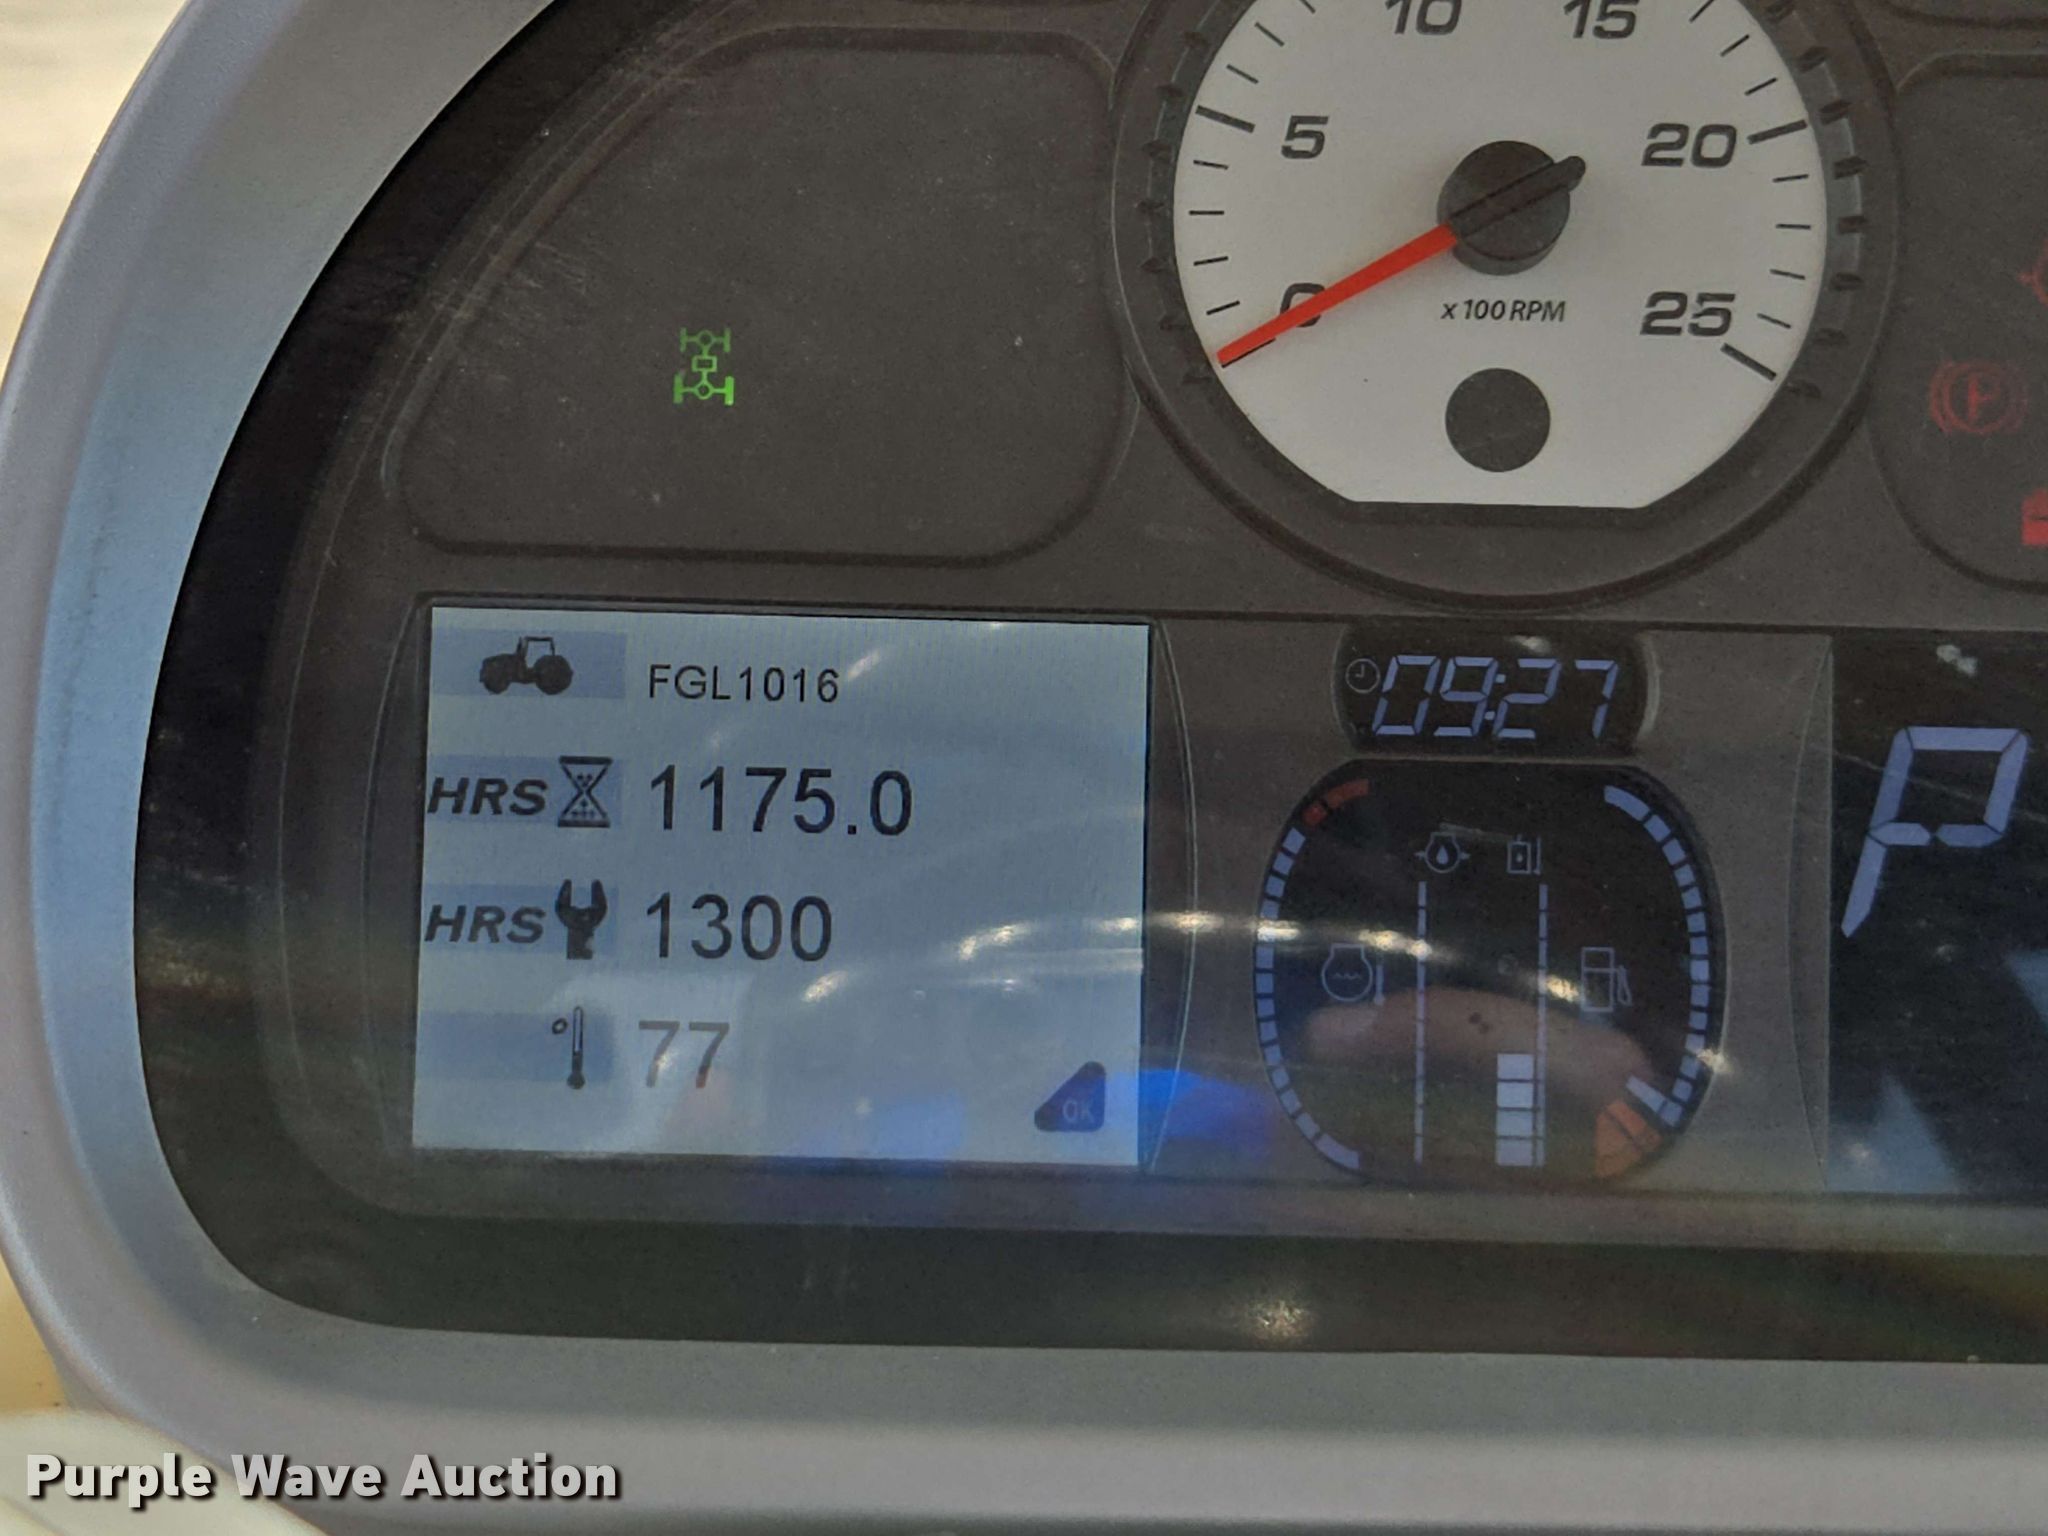 10 15
5 20
0 25
x 100 RPM
P
FGL1016
09:27
HRS 1175.0
HRS 1300
° 77
OK
P
Purple Wave Auction